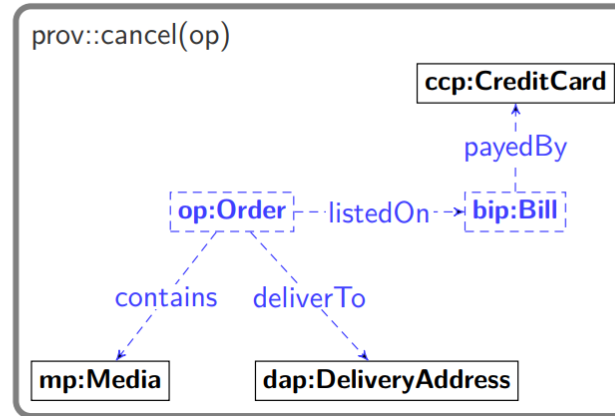 prov::cancel(op)
ccp:CreditCard
payedBy
op:Order
listedOn
bip:Bill
contains
deliverTo
mp:Media
dap:DeliveryAddress